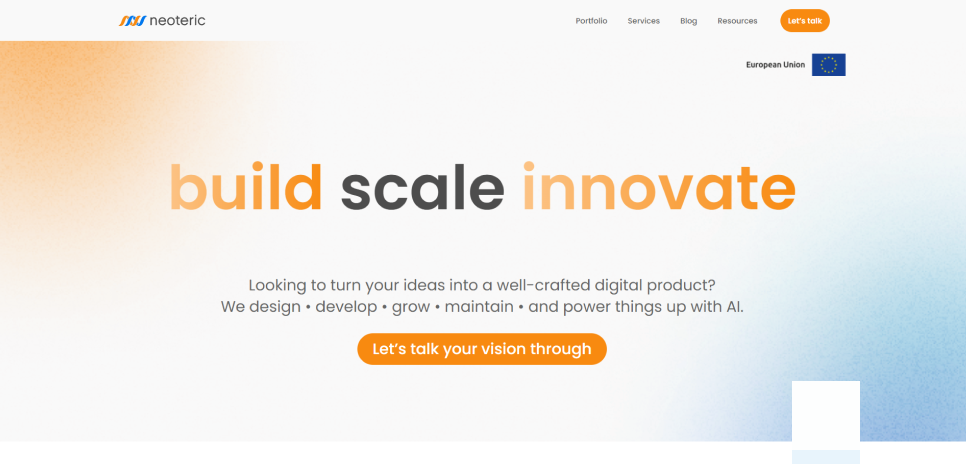 neoteric
Portfolio
Services
Blog
Resources
Let's talk
European Union
build scale innovate
Looking to turn your ideas into a well-crafted digital product?
We design • develop • grow • maintain • and power things up with AI.
Let's talk your vision through